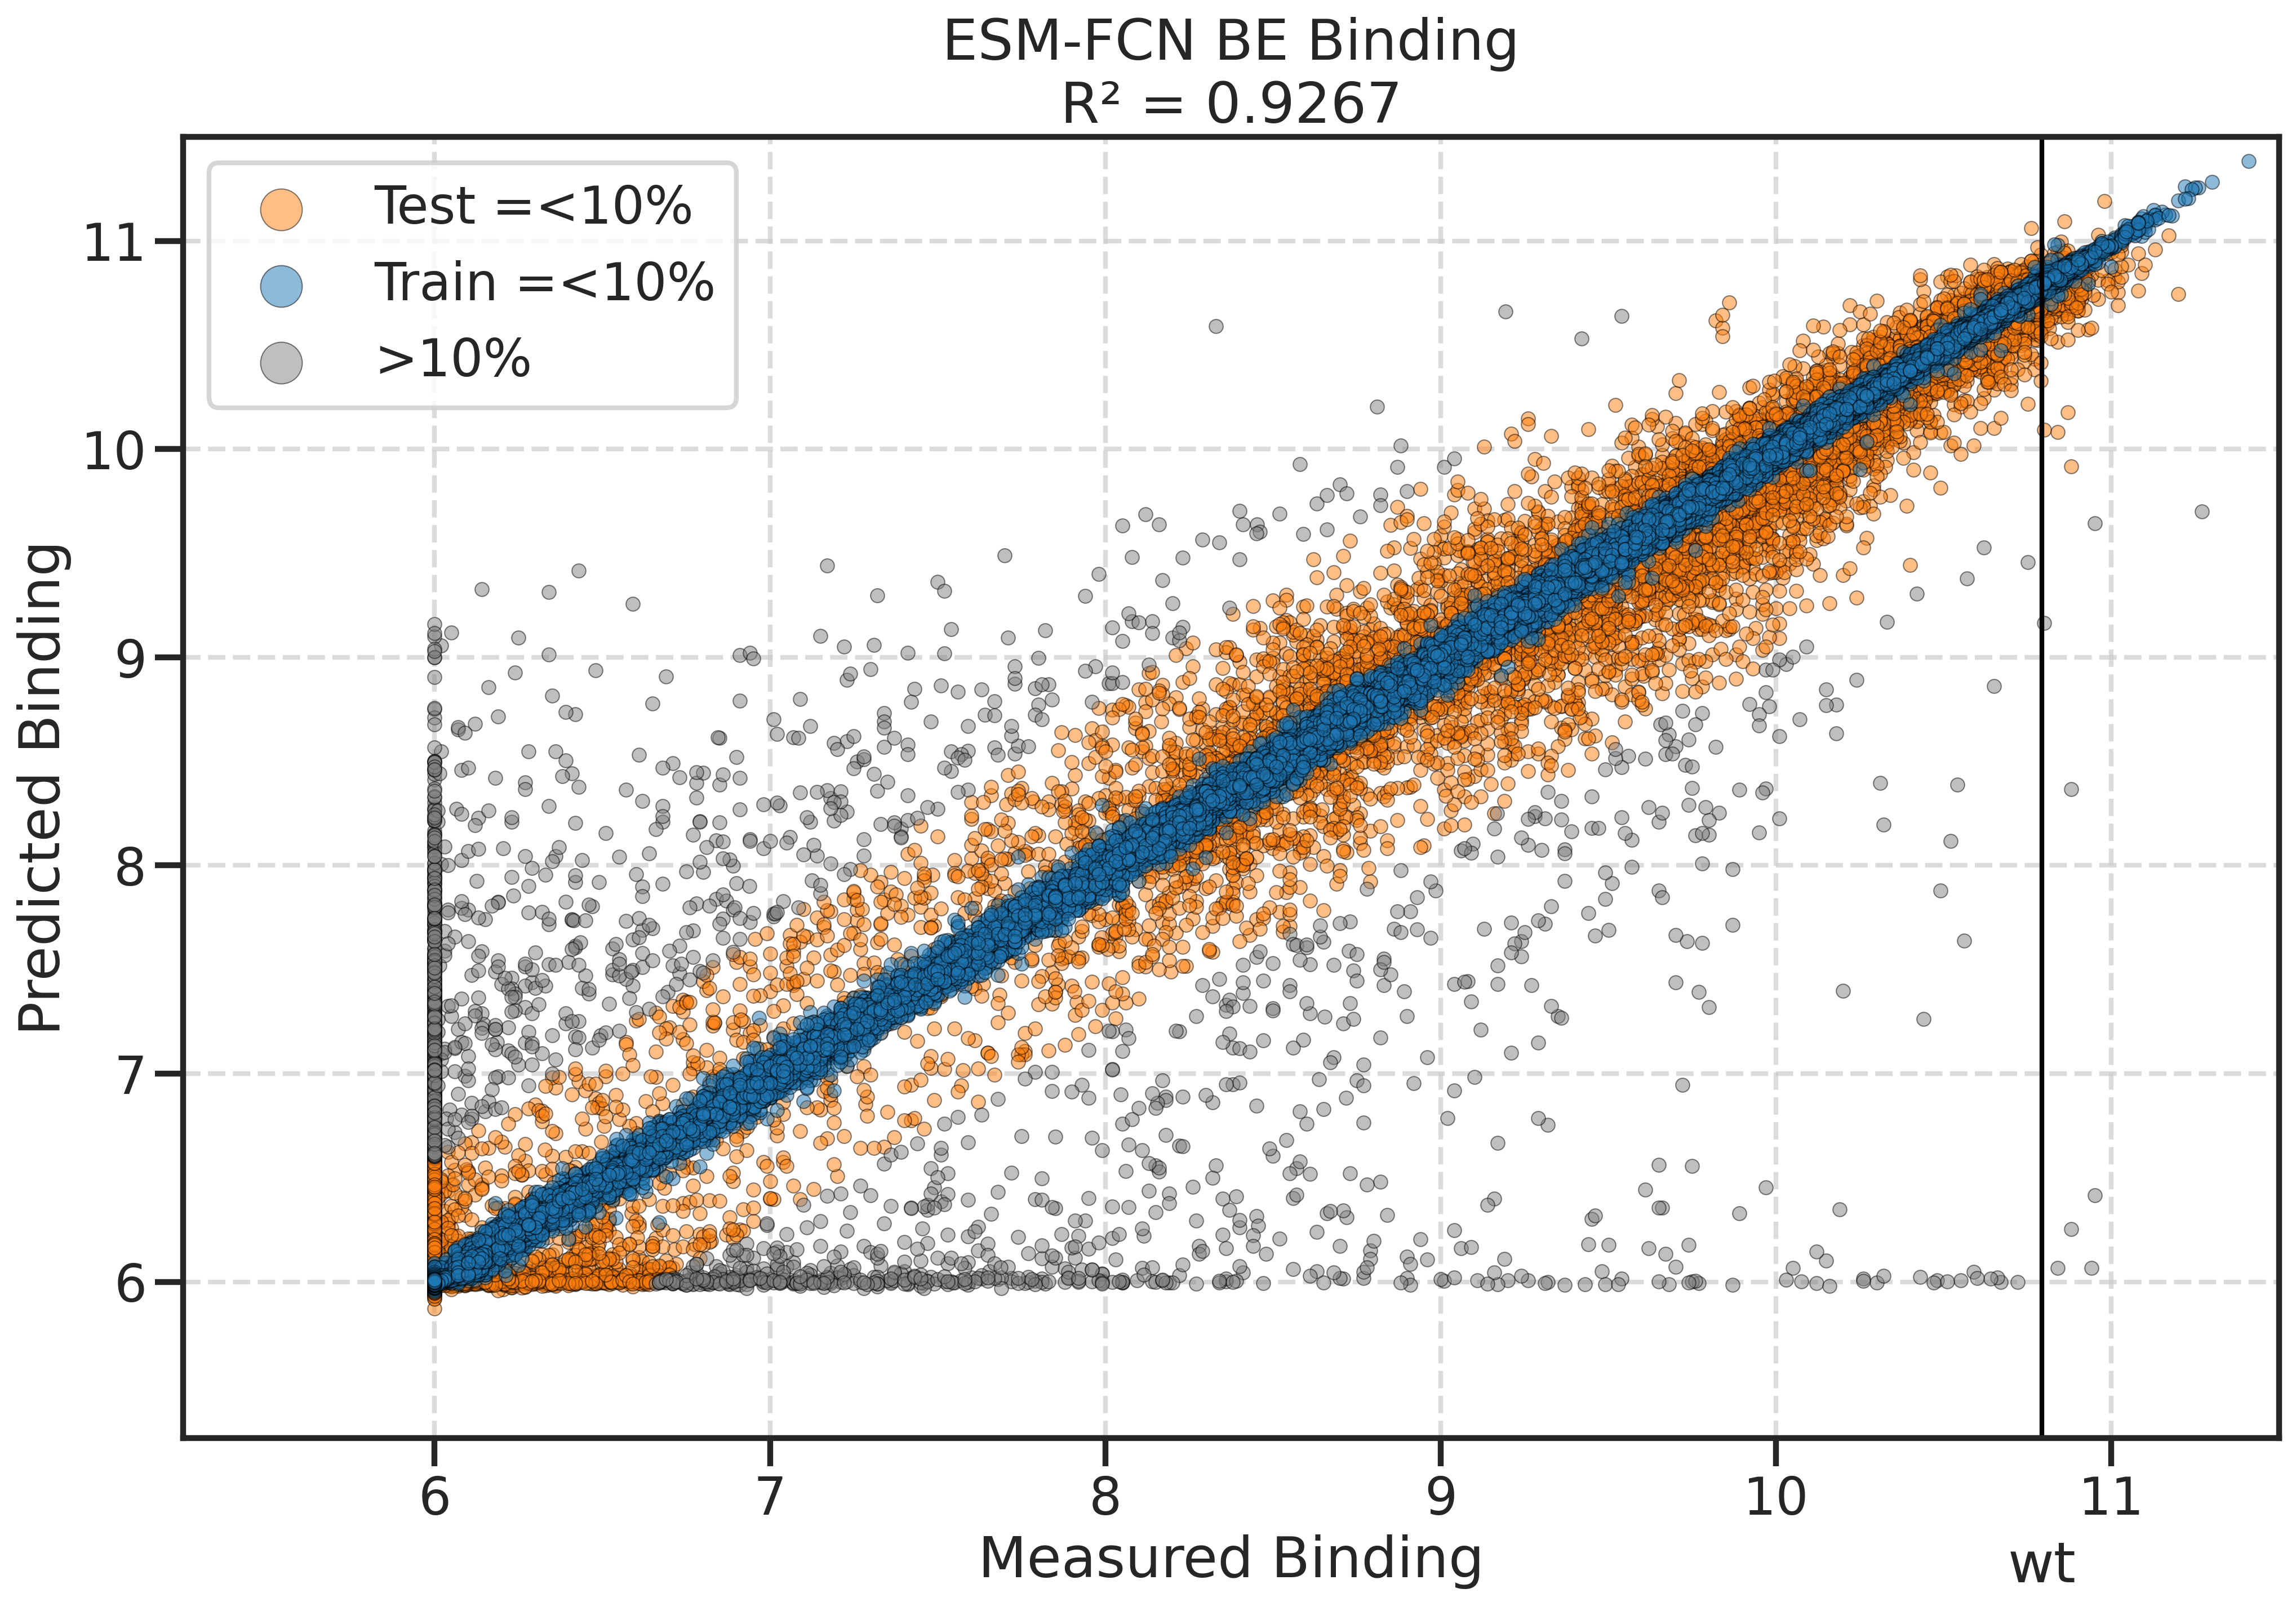 ESM-FCN BE Binding
R² = 0.9267
Test =<10%
Train =<10%
>10%
Predicted Binding
11
10
9
8
7
6
6 7 8 9 10 11
Measured Binding
wt